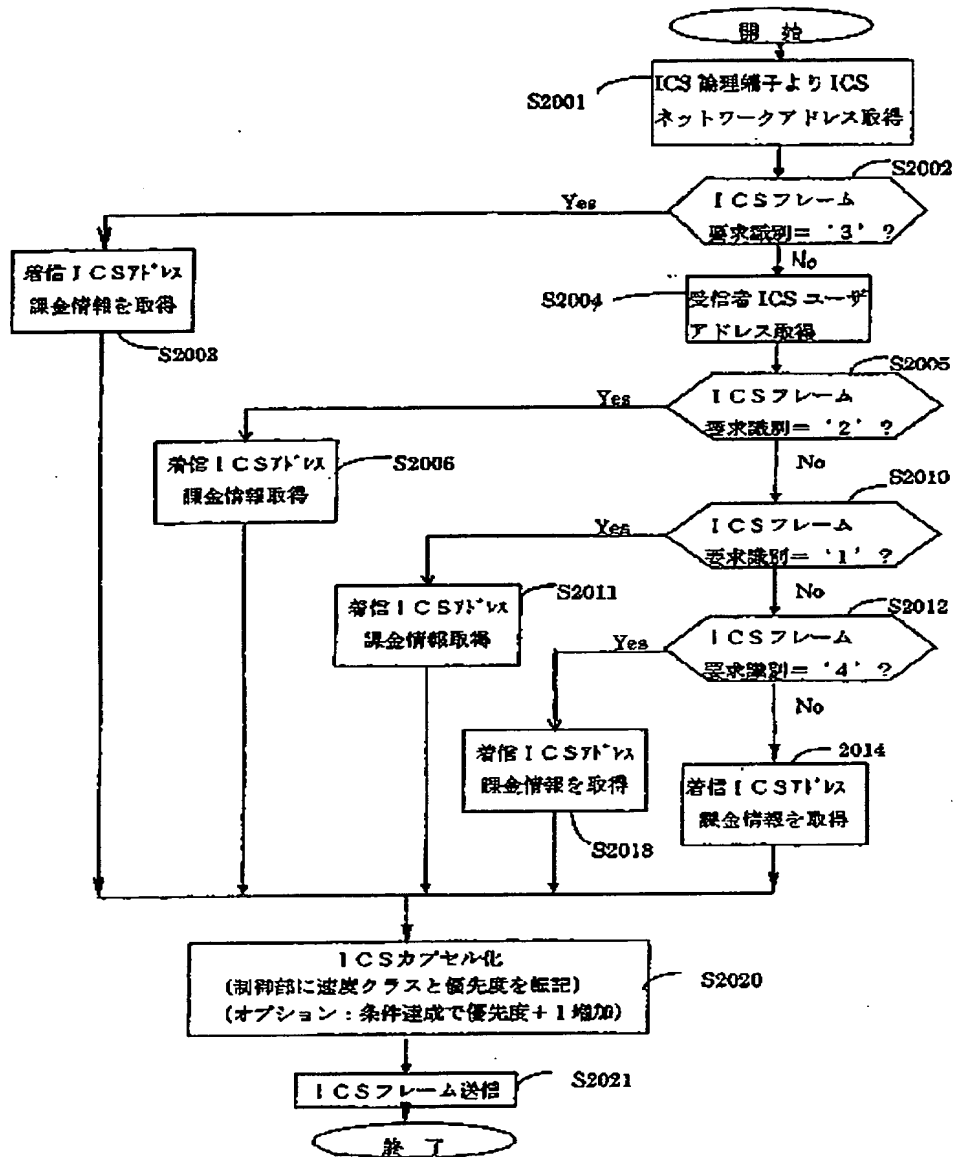 開始
ICS論理端子よりICS
ネットワークアドレス取得
S2001
S2002
ICSフレーム
要求識別=‘3’?
Yes
No
着信ICSアドレス
課金情報を取得
S2003
S2004
受信者ICSユーザ
アドレス取得
S2005
ICSフレーム
要求識別=‘2’?
Yes
No
着信ICSアドレス
課金情報取得
S2006
S2010
ICSフレーム
要求識別=‘1’?
Yes
No
着信ICSアドレス
課金情報取得
S2011
S2012
ICSフレーム
要求識別=‘4’?
Yes
No
着信ICSアドレス
課金情報を取得
S2013
2014
着信ICSアドレス
課金情報を取得
ICSカプセル化
(制御部に速度クラスと優先度を転記)
(オプション:条件達成で優先度+1増加)
S2020
ICSフレーム送信
S2021
終了